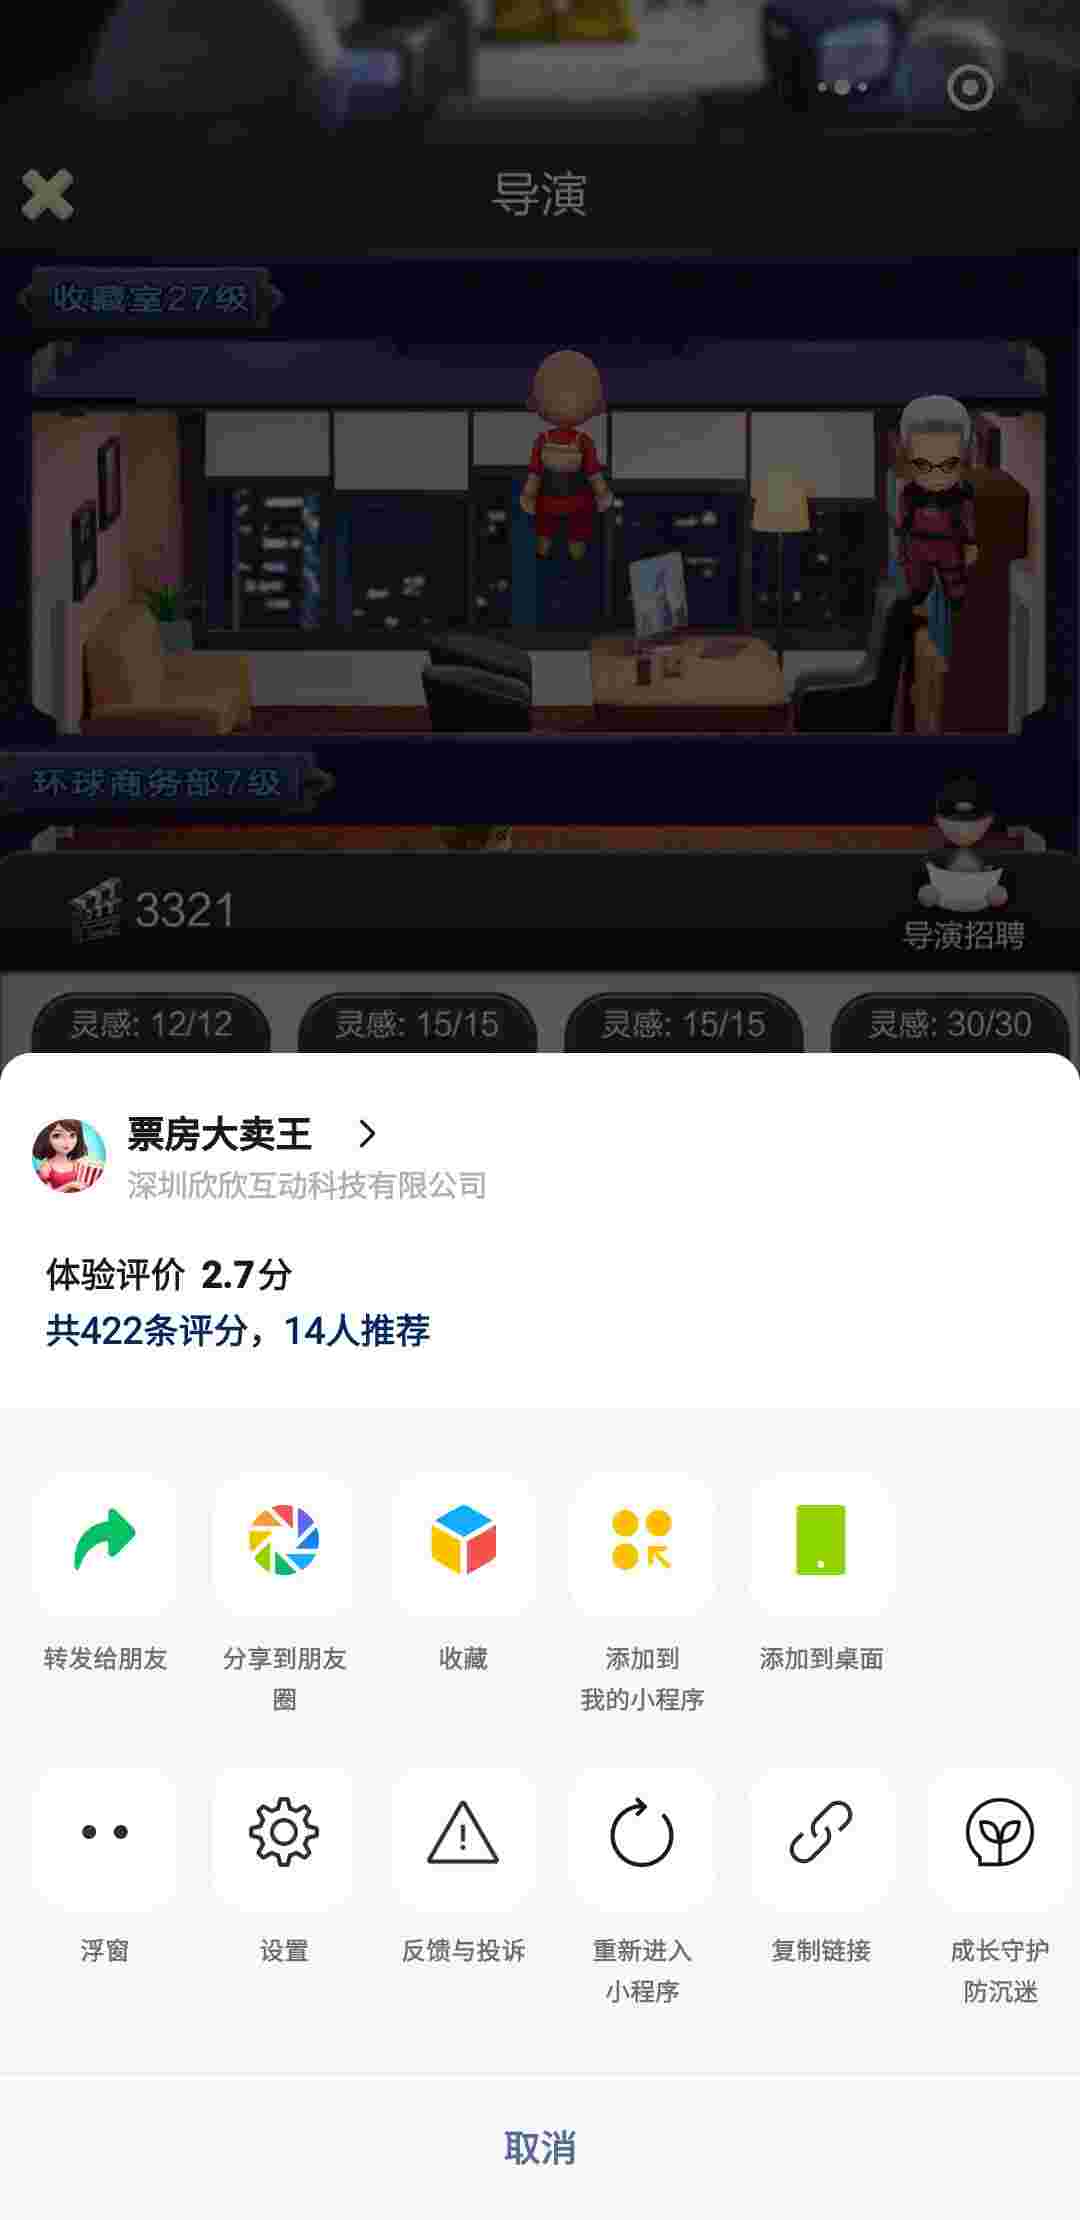 导演
收藏室27级
环球商务部7级
3321
导演招聘
灵感: 12/12
灵感: 15/15
灵感: 15/15
灵感: 30/30
票房大卖王
深圳欣欣互动科技有限公司
体验评价 2.7分
共422条评分，14人推荐
转发给朋友
分享到朋友
圈
收藏
添加到
我的小程序
添加到桌面
浮窗
设置
反馈与投诉
重新进入
小程序
复制链接
成长守护
防沉迷
取消